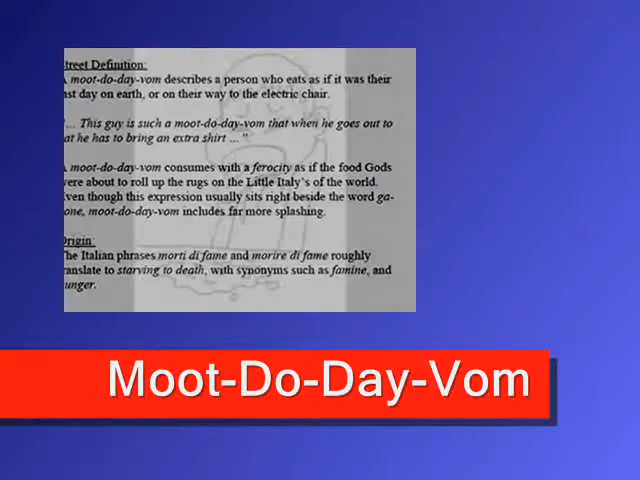 treet Definition:
moot-do-day-vom describes a person who eats as if it was their
st day on earth, or on their way to the electric chair.
"... This guy is such a moot-do-day-vom that when he goes out to
at he has to bring an extra shirt ... "
moot-do-day-vom consumes with a ferocity as if the food Gods
ere about to roll up the rugs on the Little Italy's of the world.
ven though this expression usually sits right beside the word ga-
one, moot-do-day-vom includes far more splashing.
rigin:
he Italian phrases morti di fame and morire di fame roughly
anslate to starving to death, with synonyms such as famine, and
unger.
Moot-Do-Day-Vom